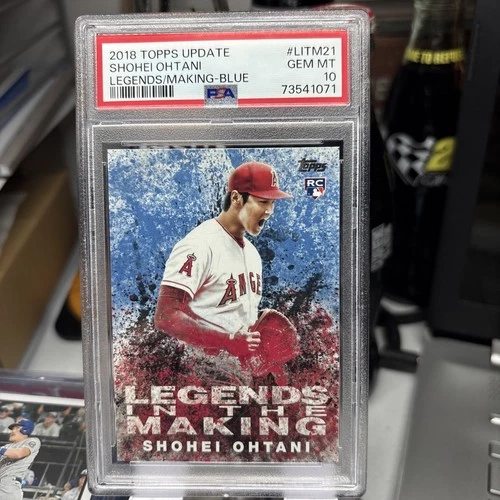 2018 TOPPS UPDATE #LITM21
SHOHEI OHTANI GEM MT
LEGENDS/MAKING-BLUE 10
PSA 73541071
Topps
RC
A
ANGE
LEGENDS
IN THE
MAKING
SHOHEI OHTANI